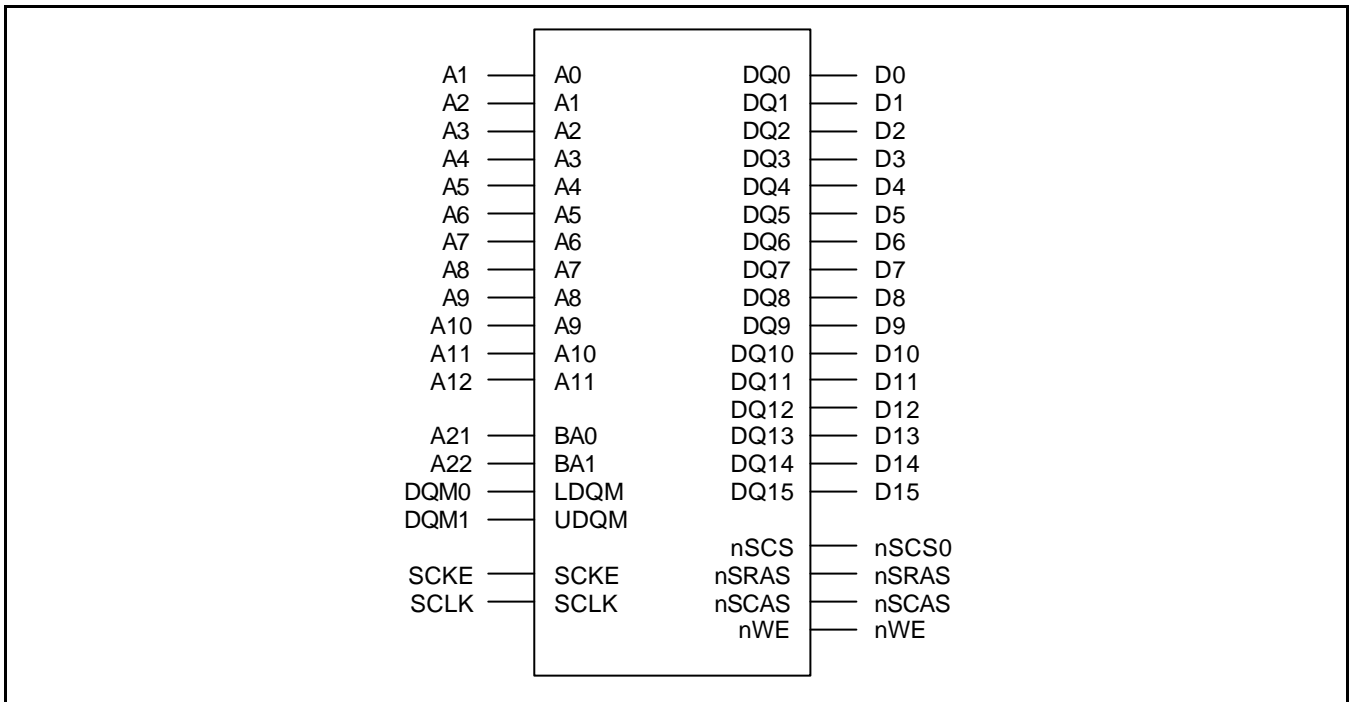 A1 A0 DQ0 D0
A2 A1 DQ1 D1
A3 A2 DQ2 D2
A4 A3 DQ3 D3
A5 A4 DQ4 D4
A6 A5 DQ5 D5
A7 A6 DQ6 D6
A8 A7 DQ7 D7
A9 A8 DQ8 D8
A10 A9 DQ9 D9
A11 A10 DQ10 D10
A12 A11 DQ11 D11
DQ12 D12
A21 BA0 DQ13 D13
A22 BA1 DQ14 D14
DQM0 LDQM DQ15 D15
DQM1 UDQM
nSCS nSCS0
SCKE SCKE nSRAS nSRAS
SCLK SCLK nSCAS nSCAS
nWE nWE